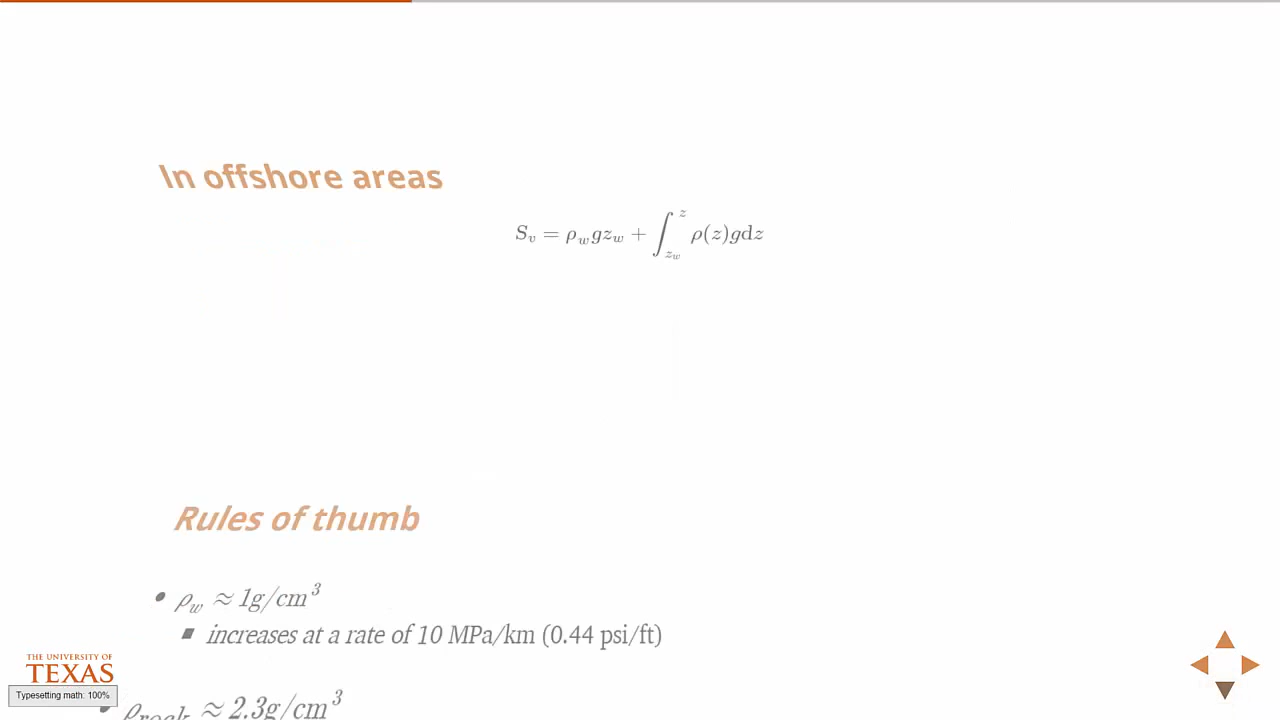 In offshore areas
S_v = ρ_w g z_w + ∫_{z_w}^{z} ρ(z)g dz
Rules of thumb
• ρ_w ≈ 1g/cm³
▪ increases at a rate of 10 MPa/km (0.44 psi/ft)
• ρ_rock ≈ 2.3g/cm³
THE UNIVERSITY OF
TEXAS
Typesetting math: 100%